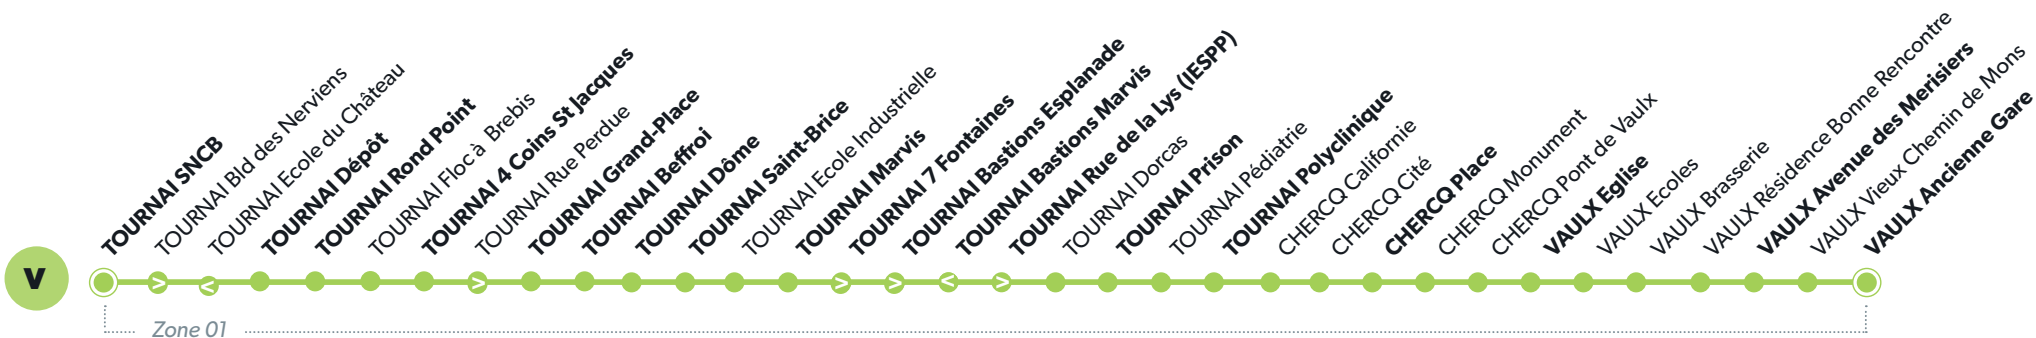 V
TOURNAI SNCB
TOURNAI Bld des Nerviens
TOURNAI Ecole du Château
TOURNAI Dépôt
TOURNAI Rond Point
TOURNAI Floc à Brebis
TOURNAI 4 Coins St Jacques
TOURNAI Rue Perdue
TOURNAI Grand-Place
TOURNAI Beffroi
TOURNAI Dôme
TOURNAI Saint-Brice
TOURNAI Ecole Industrielle
TOURNAI Marvis
TOURNAI 7 Fontaines
TOURNAI Bastions Esplanade
TOURNAI Bastions Marvis
TOURNAI Rue de la Lys (IESPP)
TOURNAI Dorcas
TOURNAI Prison
TOURNAI Pédiatrie
TOURNAI Polyclinique
CHERCQ Californie
CHERCQ Cité
CHERCQ Place
CHERCQ Monument
CHERCQ Pont de Vaulx
VAULX Eglise
VAULX Ecoles
VAULX Brasserie
VAULX Résidence Bonne Rencontre
VAULX Avenue des Merisiers
VAULX Vieux Chemin de Mons
VAULX Ancienne Gare
Zone 01